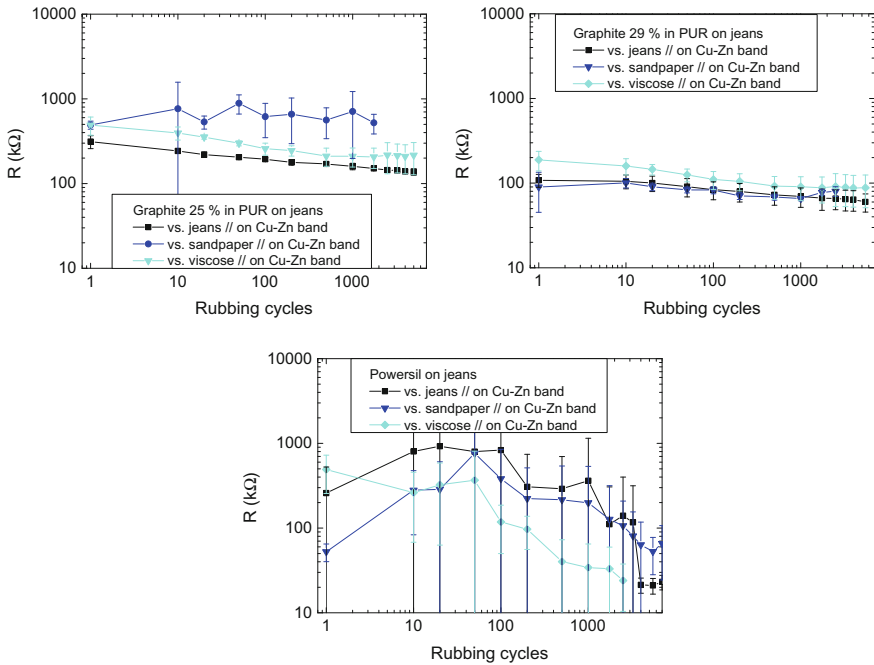 10000
1000
100
10
R (kΩ)
Graphite 25 % in PUR on jeans
vs. jeans // on Cu-Zn band
vs. sandpaper // on Cu-Zn band
vs. viscose // on Cu-Zn band
1 10 100 1000
Rubbing cycles
10000
1000
100
10
R (kΩ)
Graphite 29 % in PUR on jeans
vs. jeans // on Cu-Zn band
vs. sandpaper // on Cu-Zn band
vs. viscose // on Cu-Zn band
1 10 100 1000
Rubbing cycles
10000
1000
100
10
R (kΩ)
Powersil on jeans
vs. jeans // on Cu-Zn band
vs. sandpaper // on Cu-Zn band
vs. viscose // on Cu-Zn band
1 10 100 1000
Rubbing cycles